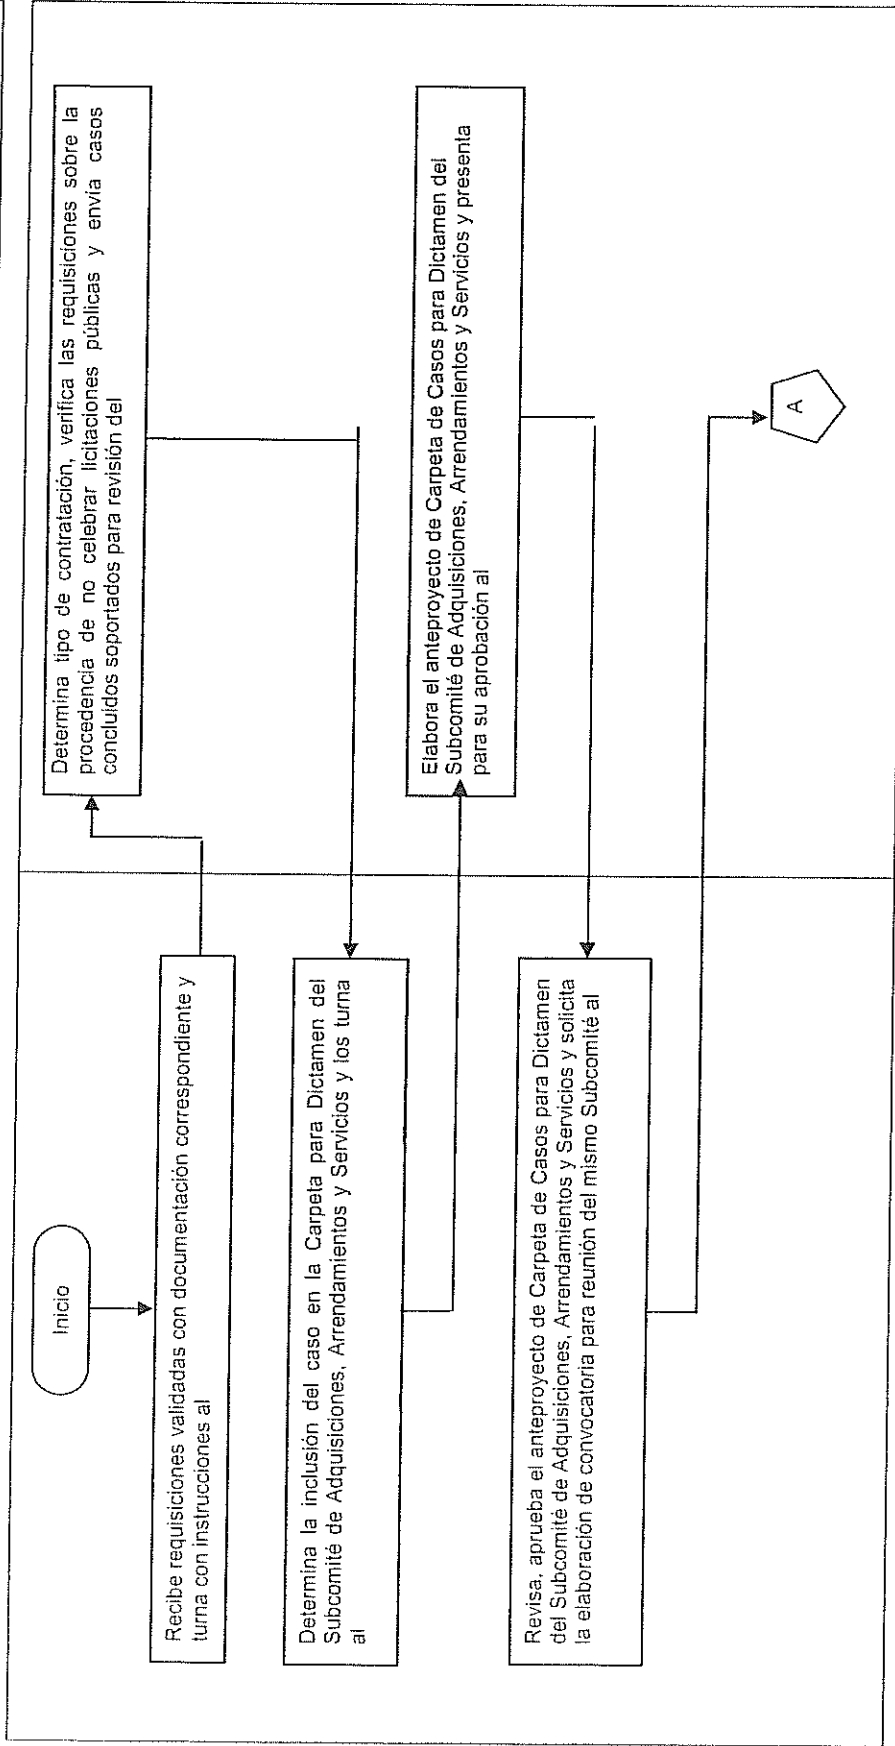 Inicio
Recibe requisiciones validadas con documentación correspondiente y
turna con instrucciones al
Determina tipo de contratación, verifica las requisiciones sobre la
procedencia de no celebrar licitaciones públicas y envía casos
concluidos soportados para revisión del
Determina la inclusión del caso en la Carpeta para Dictamen del
Subcomité de Adquisiciones, Arrendamientos y Servicios y los turna
al
Elabora el anteproyecto de Carpeta de Casos para Dictamen del
Subcomité de Adquisiciones, Arrendamientos y Servicios y presenta
para su aprobación al
Revisa, aprueba el anteproyecto de Carpeta de Casos para Dictamen
del Subcomité de Adquisiciones, Arrendamientos y Servicios y solicita
la elaboración de convocatoria para reunión del mismo Subcomité al
A